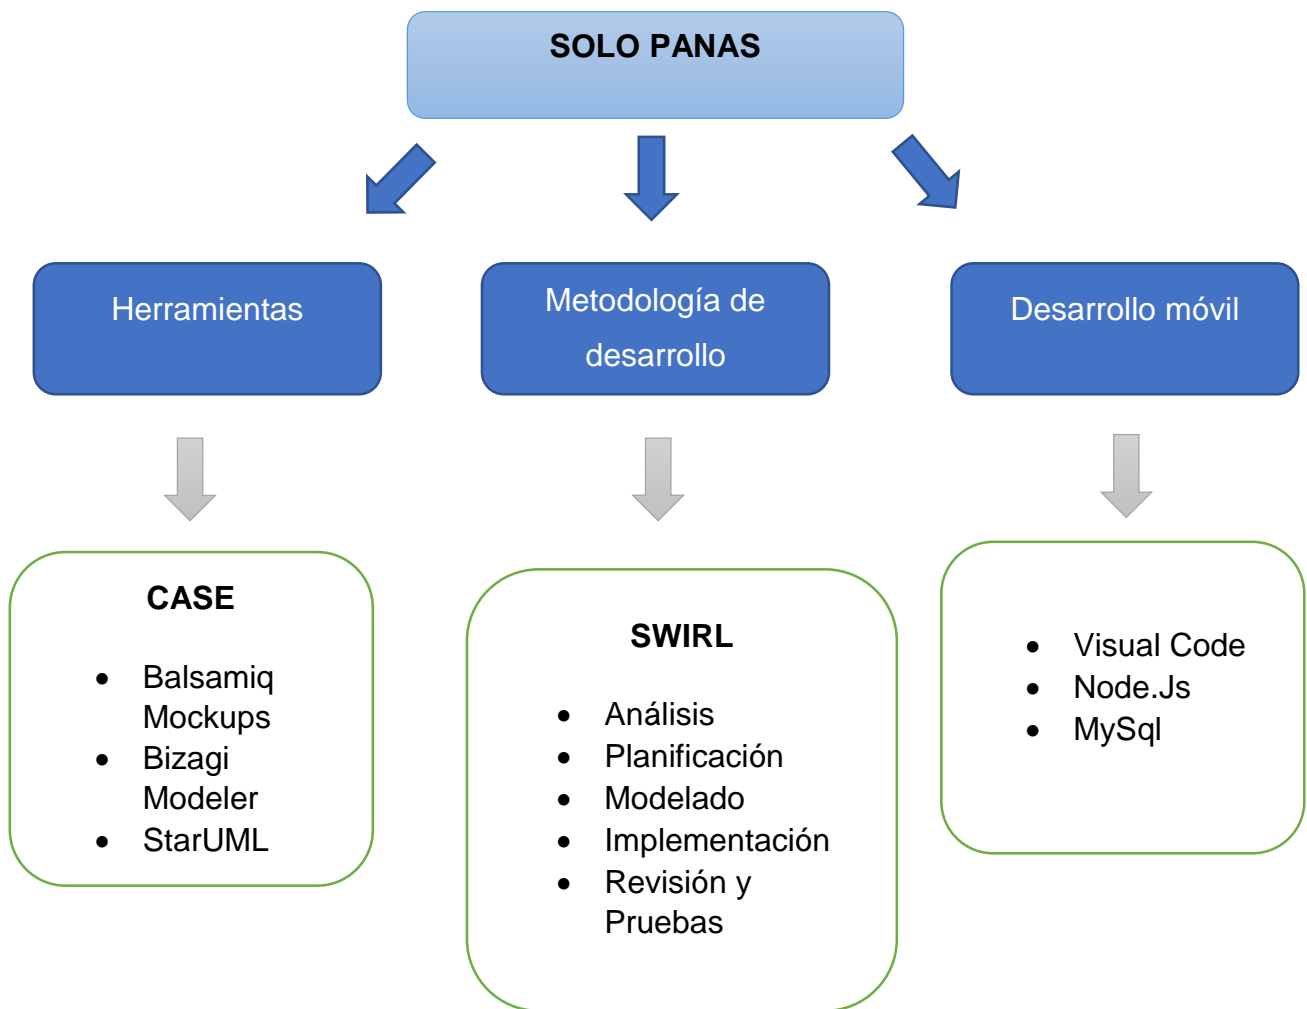 SOLO PANAS
Herramientas
Metodología de
desarrollo
Desarrollo móvil
CASE
• Balsamiq
Mockups
• Bizagi
Modeler
• StarUML
SWIRL
• Análisis
• Planificación
• Modelado
• Implementación
• Revisión y
Pruebas
• Visual Code
• Node.Js
• MySql